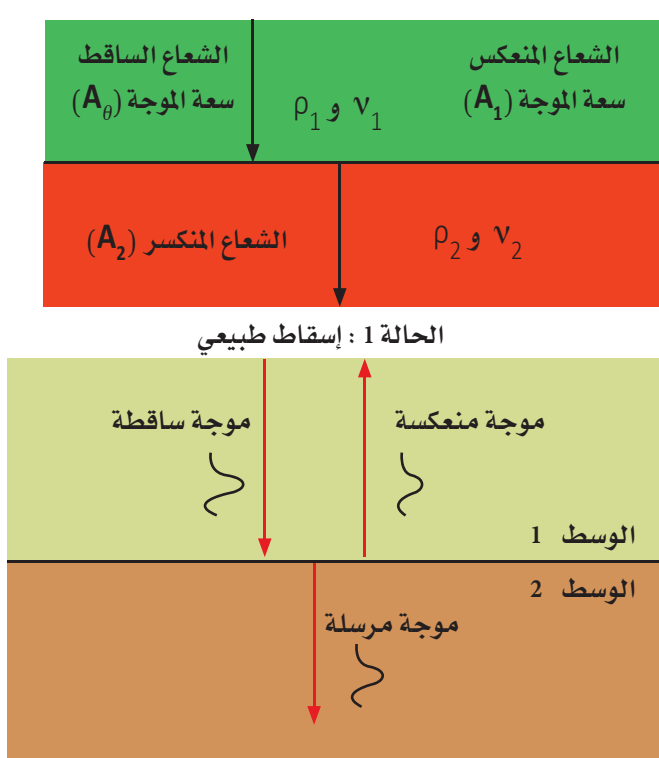 الشعاع المنعكس
سعة الموجة (A₁)
الشعاع الساقط
سعة الموجة (Aθ)
ρ₁ و ν₁
ρ₂ و ν₂
الشعاع المنكسر (A₂)
الحالة 1 : إسقاط طبيعي
موجة منعكسة
موجة ساقطة
الوسط 1
الوسط 2
موجة مرسلة